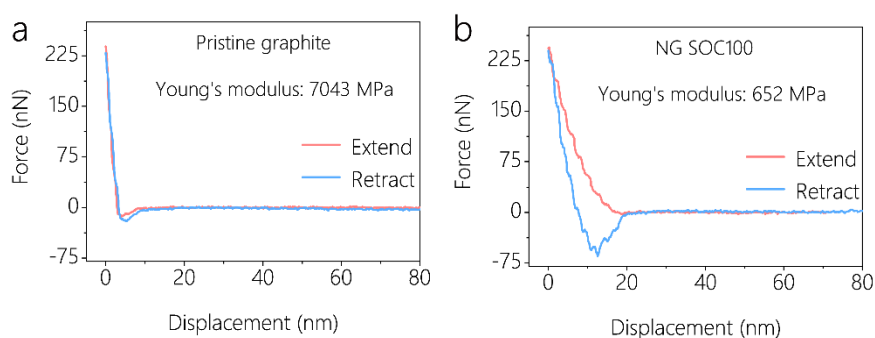 a
Pristine graphite
Young's modulus: 7043 MPa
Extend
Retract
Force (nN)
225
150
75
0
-75
0
20
40
60
80
Displacement (nm)
b
NG SOC100
Young's modulus: 652 MPa
Extend
Retract
Force (nN)
225
150
75
0
-75
0
20
40
60
80
Displacement (nm)